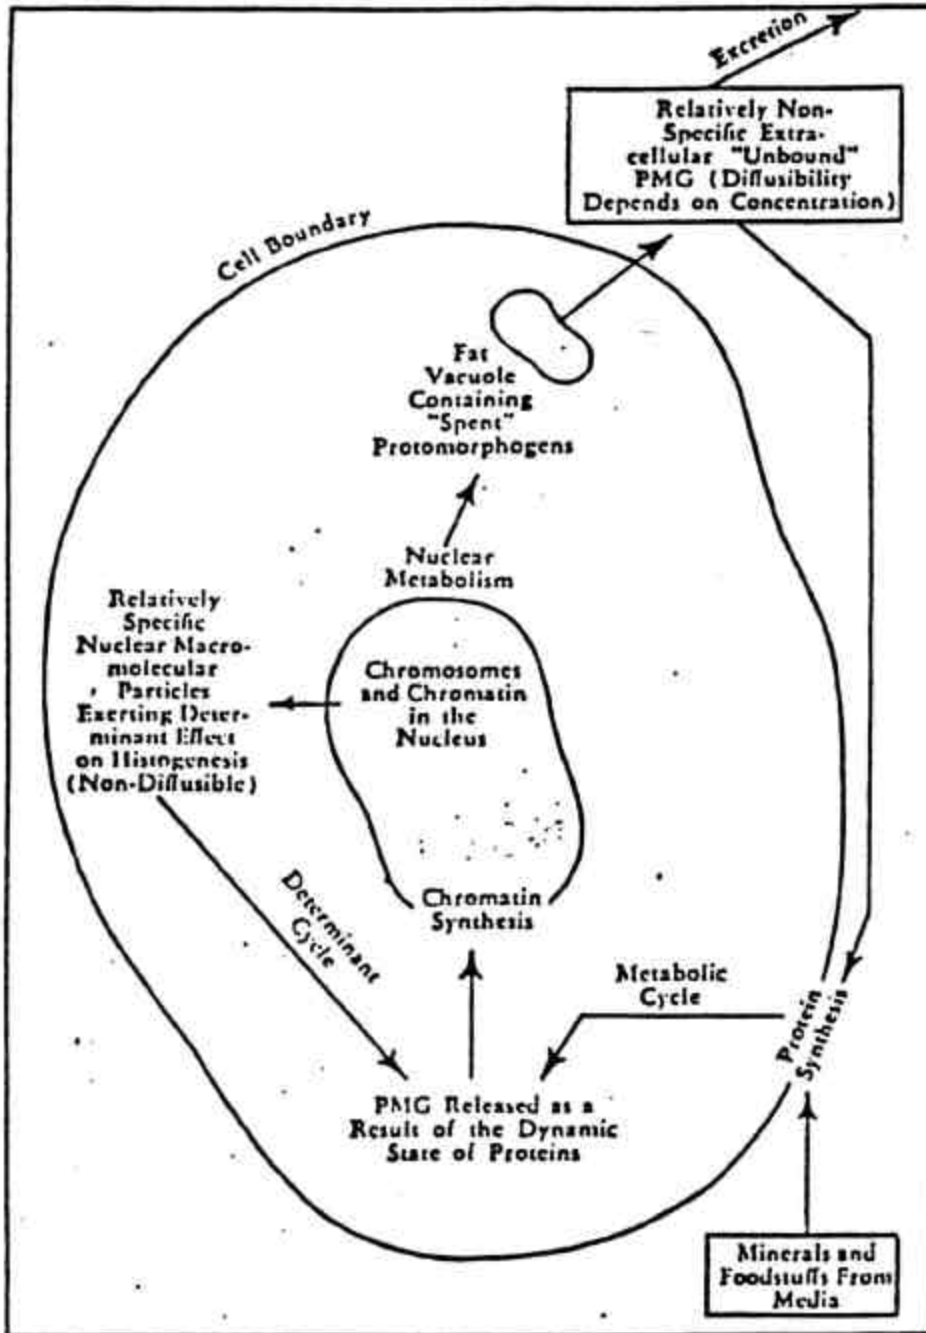 Excretion
Relatively Non-
Specific Extra-
cellular "Unbound"
PMG (Diffusibility
Depends on Concentration)
Cell Boundary
Fat
Vacuole
Containing
"Spent"
Protomorphogens
Nuclear
Metabolism
Relatively
Specific
Nuclear Macro-
molecular
Particles
Exerting Deter-
minant Effect
on Histogenesis
(Non-Diffusible)
Chromosomes
and Chromatin
in the
Nucleus
Chromatin
Synthesis
Determinant
Cycle
Metabolic
Cycle
Protein
Synthesis
PMG Released as a
Result of the Dynamic
State of Proteins
Minerals and
Foodstuffs From
Media